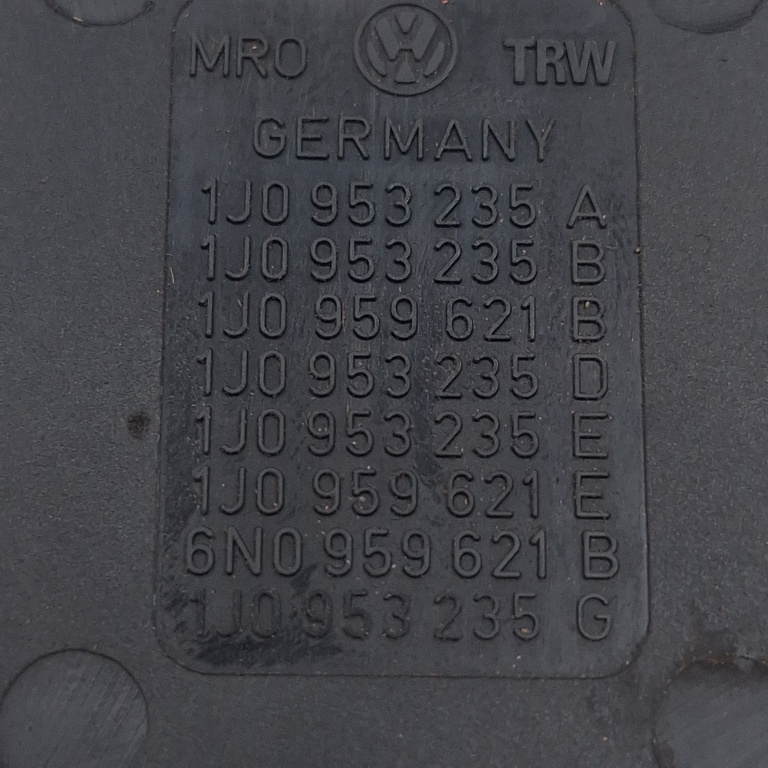 MRO VW TRW
GERMANY
1J0 953 235 A
1J0 953 235 B
1J0 959 621 B
1J0 953 235 D
1J0 953 235 E
1J0 959 621 E
6N0 959 621 B
1J0 953 235 G